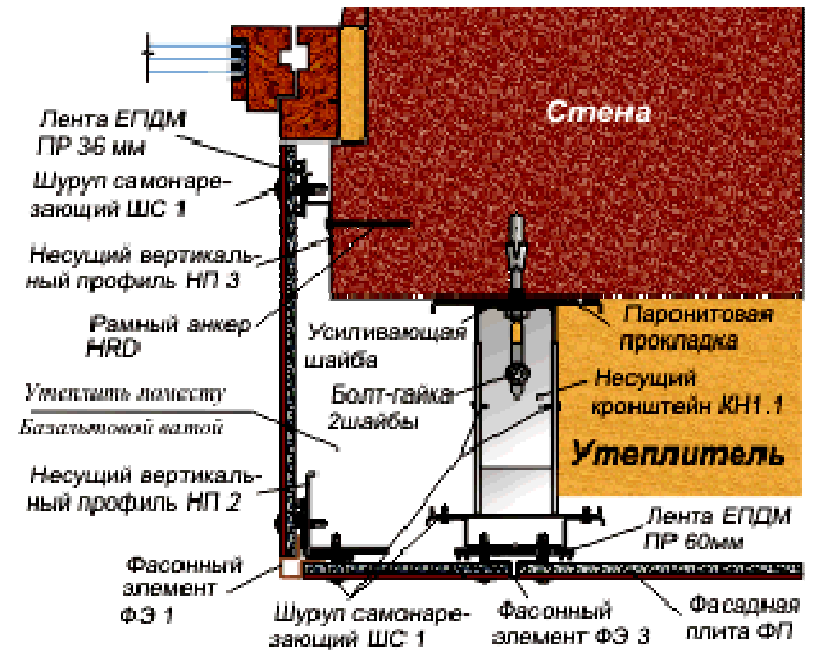 Стена
Лента ЕПДМ
ПР 36 мм
Шуруп самонаре-
зающий ШС 1
Несущий вертикаль-
ный профиль НП 3
Рамный анкер
HRD
Усиливающая
шайба
Паронитовая
прокладка
Утеплить поместу
Базальтовой ватой
Болт-гайка
2шайбы
Несущий
кронштейн КН1.1
Утеплитель
Несущий вертикаль-
ный профиль НП 2
Лента ЕПДМ
ПР 60мм
Фасонный
элемент
ФЭ 1
Шуруп самонаре-
зающий ШС 1
Фасонный
элемент ФЭ 3
Фасадная
плита ФП